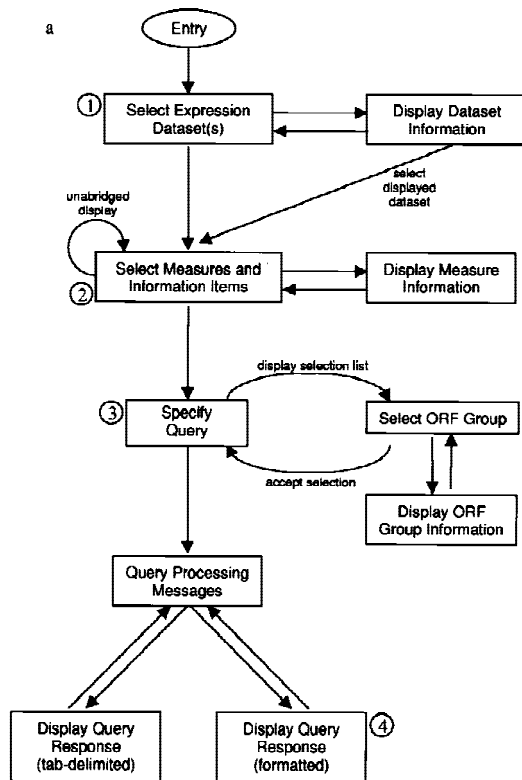 a
Entry
1
Select Expression
Dataset(s)
Display Dataset
Information
select
displayed
dataset
unabridged
display
2
Select Measures and
Information Items
Display Measure
Information
display selection list
3
Specify
Query
Select ORF Group
accept selection
Display ORF
Group Information
Query Processing
Messages
Display Query
Response
(tab-delimited)
4
Display Query
Response
(formatted)